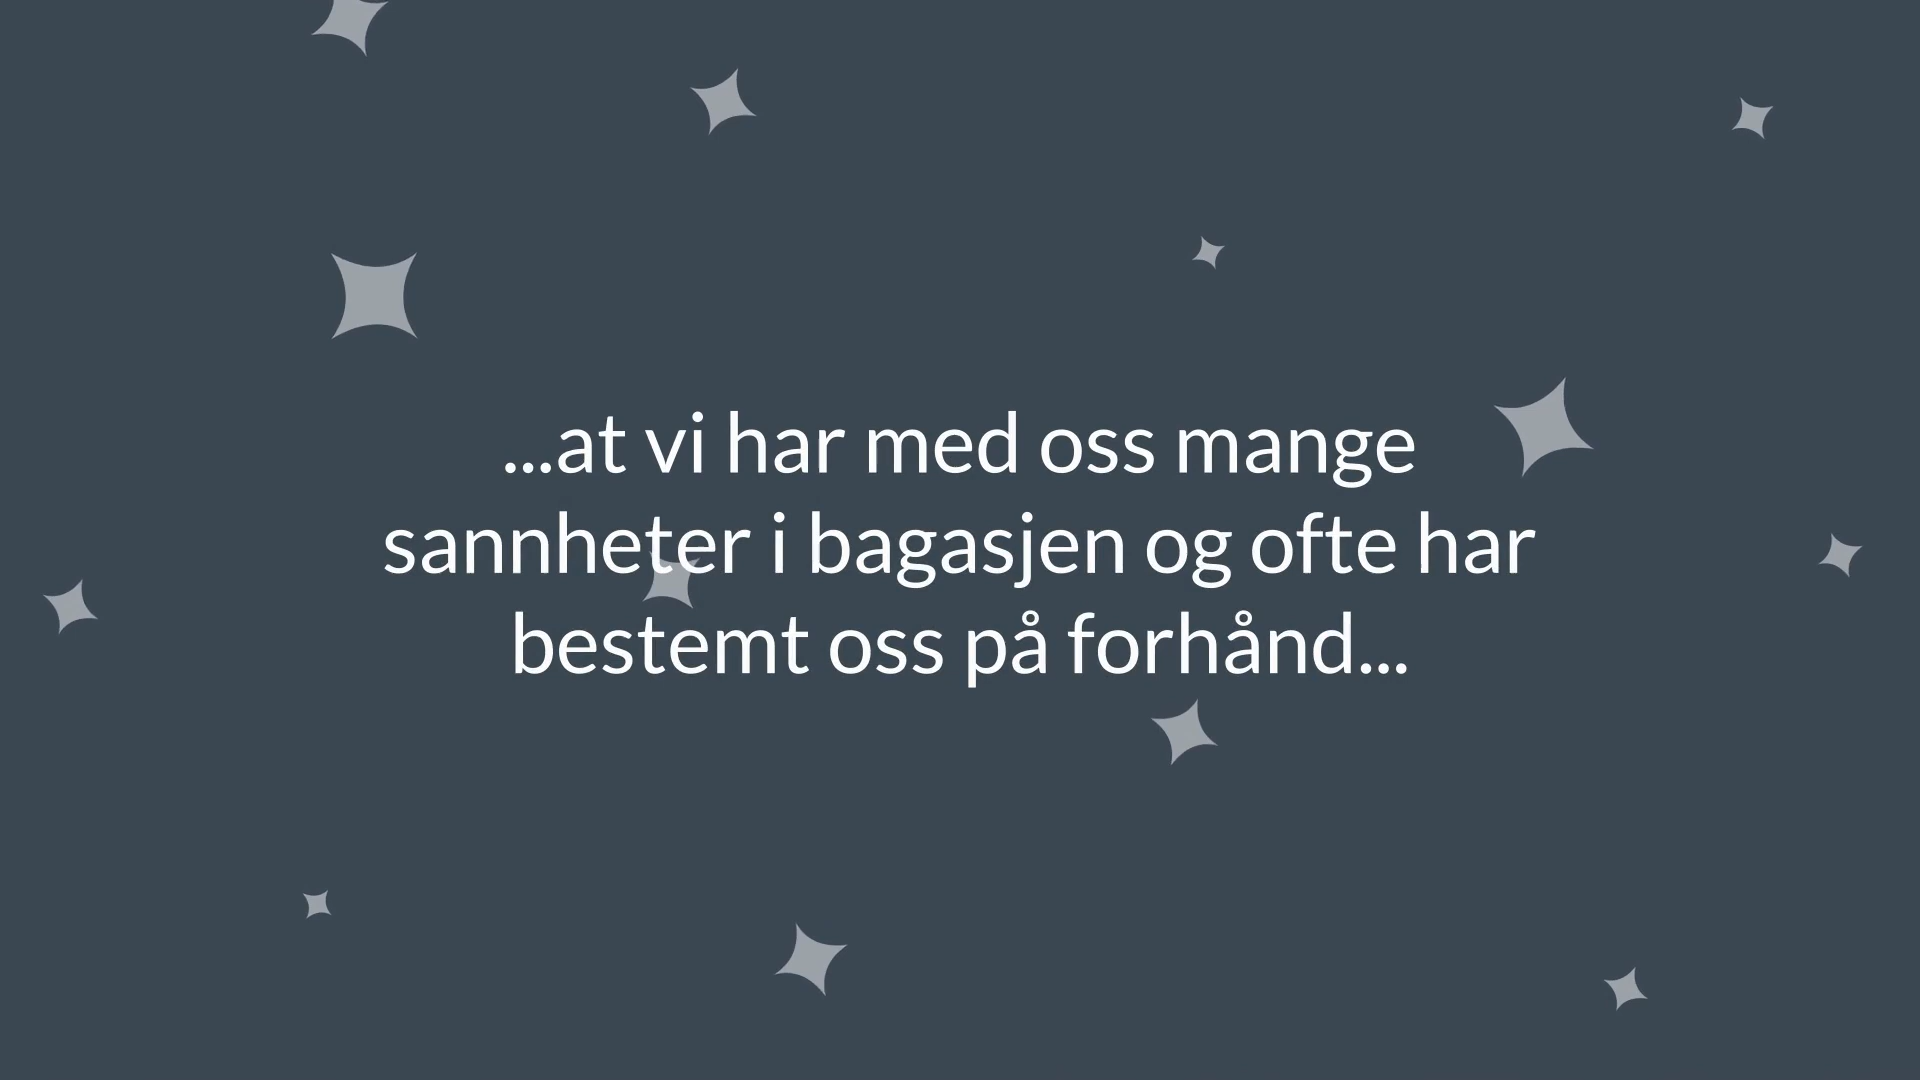 ...at vi har med oss mange
sannheter i bagasjen og ofte har
bestemt oss på forhånd...